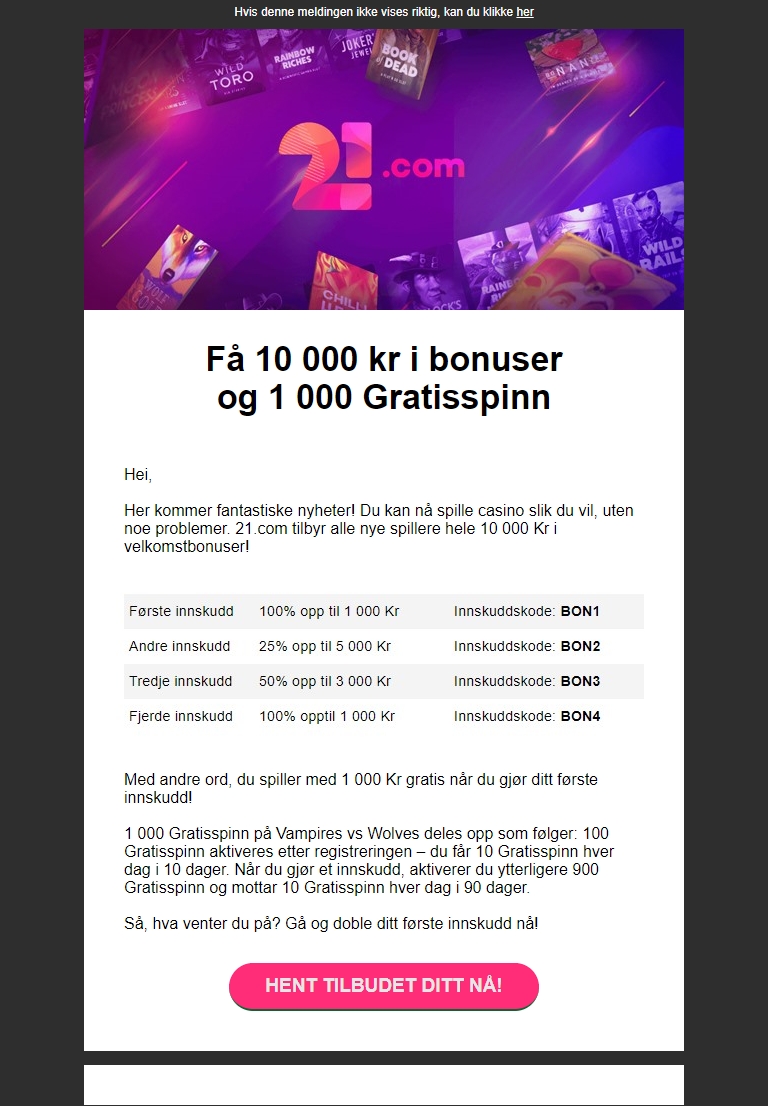 Hvis denne meldingen ikke vises riktig, kan du klikke her
WILD
TORO
RAINBOW
RICHES
JOKER
JEWEL
BOOK
of
DEAD
21.com
WOLF
GOLD
CHILLI
WILD
RAIL
Få 10 000 kr i bonuser
og 1 000 Gratisspinn
Hei,
Her kommer fantastiske nyheter! Du kan nå spille casino slik du vil, uten
noe problemer. 21.com tilbyr alle nye spillere hele 10 000 Kr i
velkomstbonuser!
Første innskudd 100% opp til 1 000 Kr Innskuddskode: BON1
Andre innskudd 25% opp til 5 000 Kr Innskuddskode: BON2
Tredje innskudd 50% opp til 3 000 Kr Innskuddskode: BON3
Fjerde innskudd 100% opptil 1 000 Kr Innskuddskode: BON4
Med andre ord, du spiller med 1 000 Kr gratis når du gjør ditt første
innskudd!
1 000 Gratisspinn på Vampires vs Wolves deles opp som følger: 100
Gratisspinn aktiveres etter registreringen – du får 10 Gratisspinn hver
dag i 10 dager. Når du gjør et innskudd, aktiverer du ytterligere 900
Gratisspinn og mottar 10 Gratisspinn hver dag i 90 dager.
Så, hva venter du på? Gå og doble ditt første innskudd nå!
HENT TILBUDET DITT NÅ!